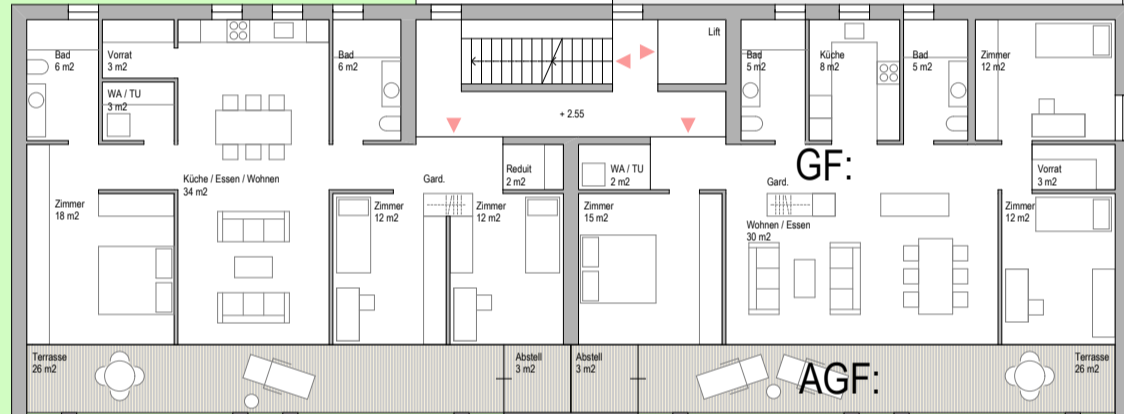 Bad
6 m2
Vorrat
3 m2
WA / TU
3 m2
Bad
6 m2
Lift
Bad
5 m2
Küche
8 m2
Bad
5 m2
Zimmer
12 m2
+ 2.55
GF:
Küche / Essen / Wohnen
34 m2
Gard.
Reduit
2 m2
WA / TU
2 m2
Gard.
Vorrat
3 m2
Zimmer
18 m2
Zimmer
12 m2
Zimmer
12 m2
Zimmer
15 m2
Wohnen / Essen
30 m2
Zimmer
12 m2
Terrasse
26 m2
Abstell
3 m2
Abstell
3 m2
AGF:
Terrasse
26 m2